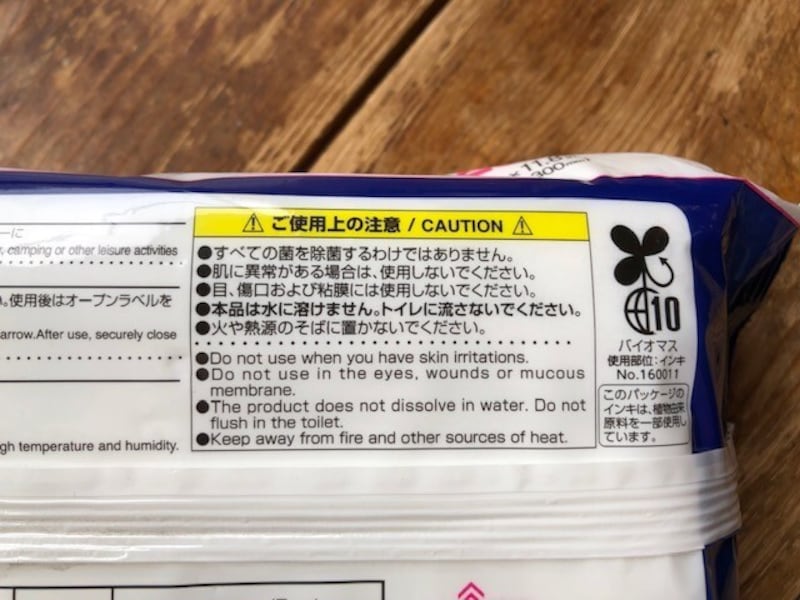 11.8
300mm)
ーに
camping or other leisure activities
使用後はオープンラベルを
arrow.After use, securely close
gh temperature and humidity.
⚠ ご使用上の注意 / CAUTION ⚠
●すべての菌を除菌するわけではありません。
●肌に異常がある場合は、使用しないでください。
●目、傷口および粘膜には使用しないでください。
●本品は水に溶けません。トイレに流さないでください。
●火や熱源のそばに置かないでください。
●Do not use when you have skin irritations.
●Do not use in the eyes, wounds or mucous
membrane.
●The product does not dissolve in water. Do not
flush in the toilet.
●Keep away from fire and other sources of heat.
10
バイオマス
使用部位:インキ
No.160011
このパッケージの
インキは、植物由来
原料を一部使用し
ています。